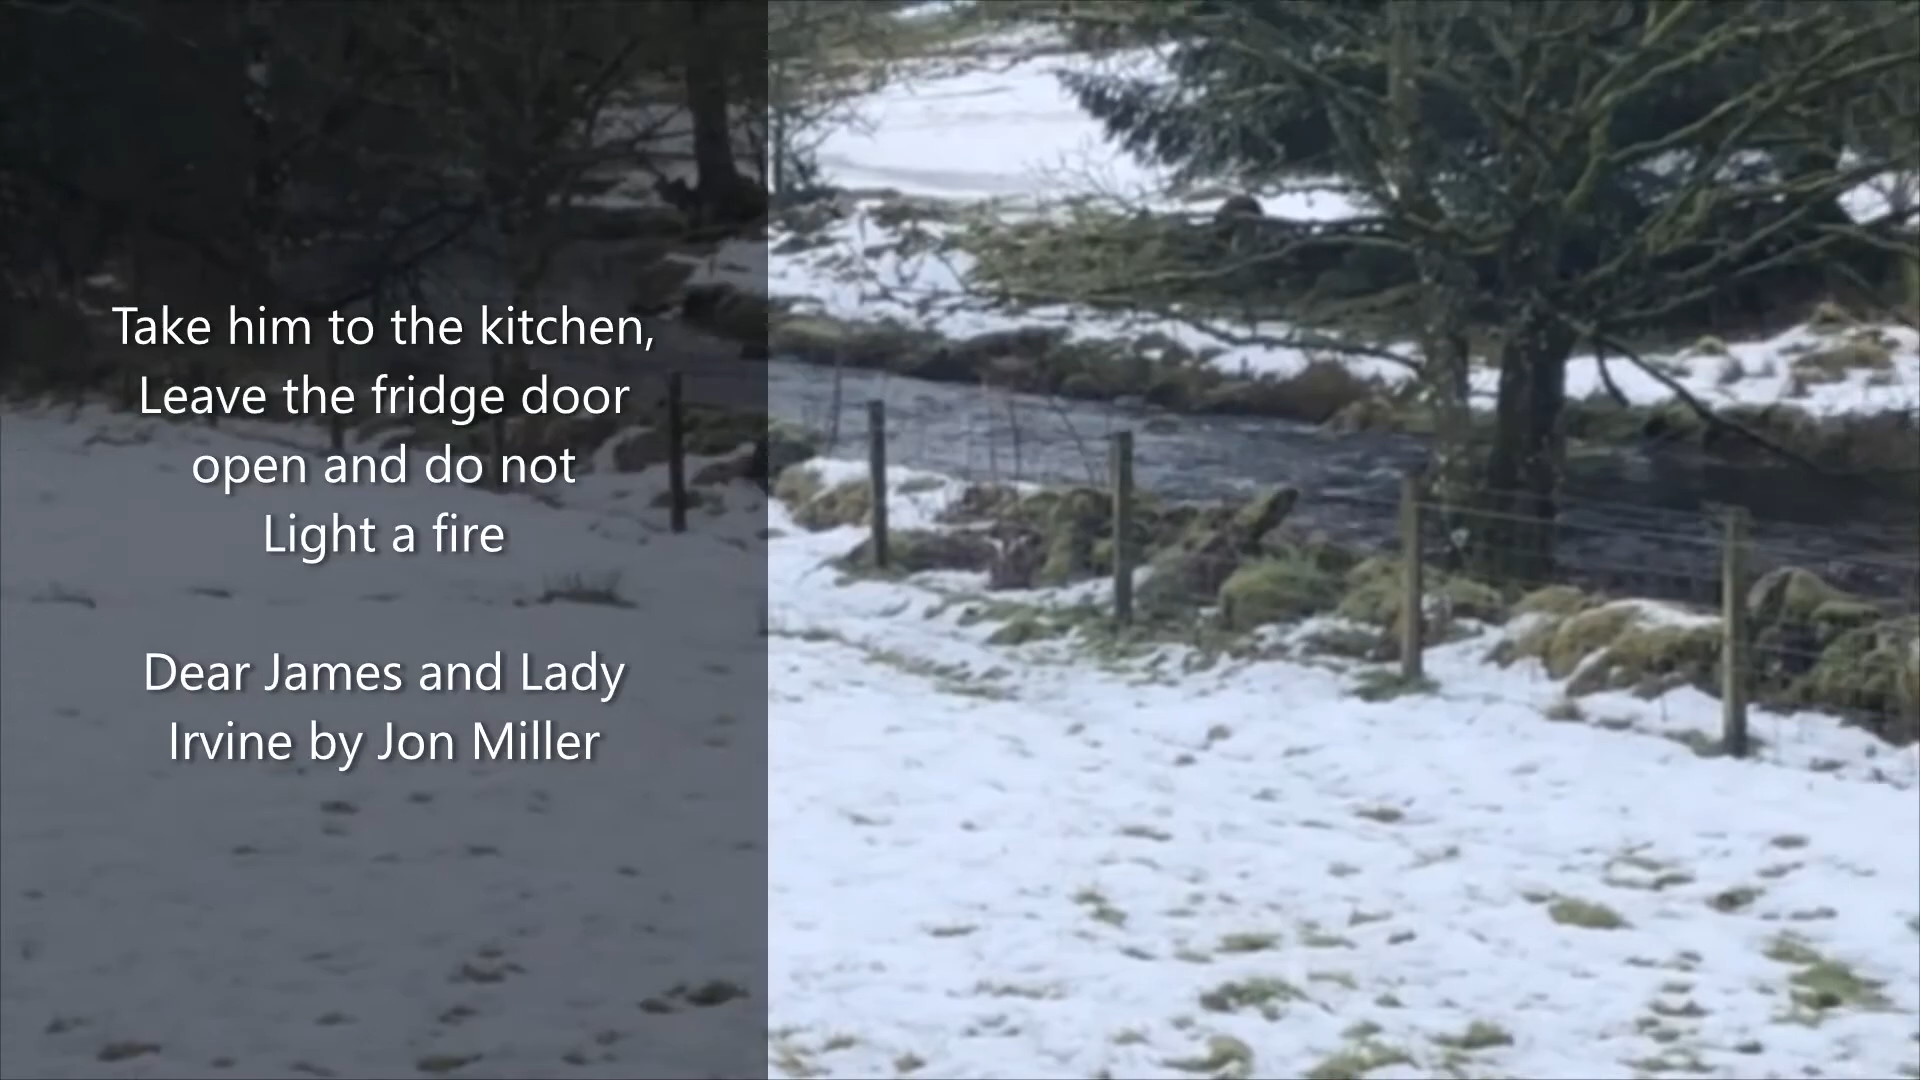 Take him to the kitchen,
Leave the fridge door
open and do not
Light a fire
Dear James and Lady
Irvine by Jon Miller